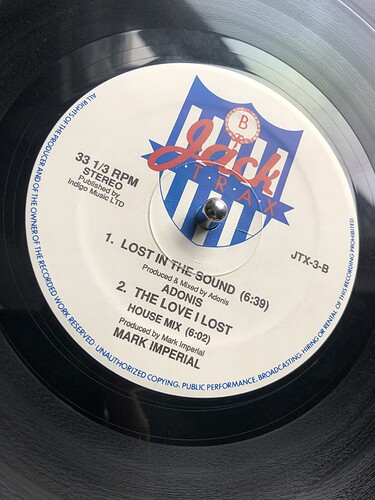 B
Jack
TRAX
33 1/3 RPM
STEREO
Published by
Indigo Music LTD
JTX-3-B
1. LOST IN THE SOUND (6:39)
Produced & Mixed by Adonis
ADONIS
2. THE LOVE I LOST
HOUSE MIX (6:02)
Produced by Mark Imperial
MARK IMPERIAL
ALL RIGHTS OF THE PRODUCER AND OF THE OWNER OF THE RECORDED WORK RESERVED. UNAUTHORIZED COPYING. PUBLIC PERFORMANCE. BROADCASTING. HIRING OR RENTAL OF THIS RECORDING PROHIBITED.